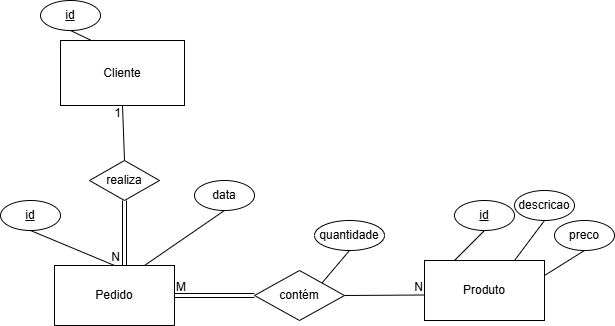 id
Cliente
1
realiza
id
data
N
Pedido
M
quantidade
contém
N
id
descricao
preco
Produto